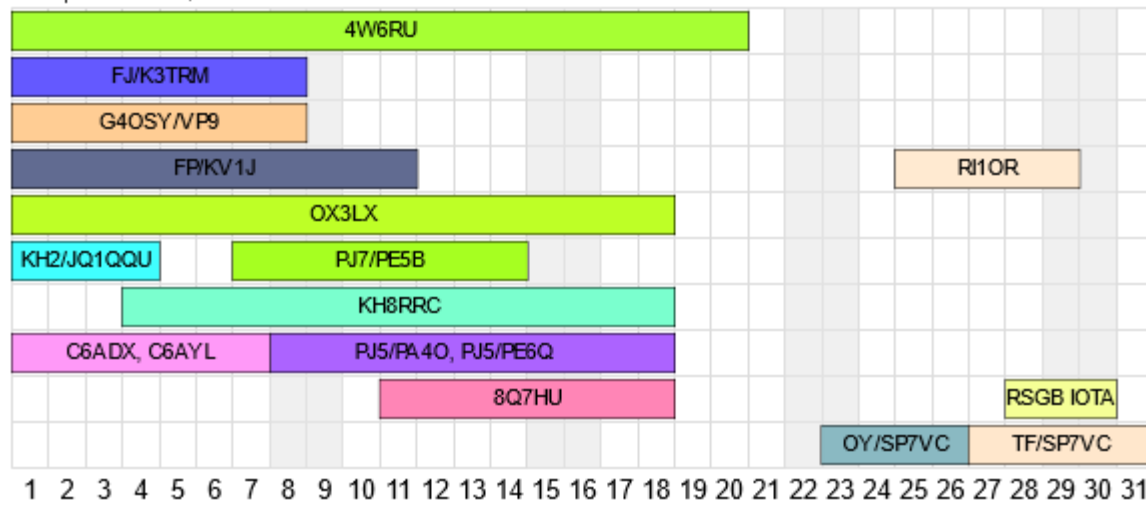 4W6RU
FJ/K3TRM
G4OSY/VP9
FP/KV1J RI1OR
OX3LX
KH2/JQ1QQU PJ7/PE5B
KH8RRC
C6ADX, C6AYL PJ5/PA4O, PJ5/PE6Q
8Q7HU RSGB IOTA
OY/SP7VC TF/SP7VC
1 2 3 4 5 6 7 8 9 10 11 12 13 14 15 16 17 18 19 20 21 22 23 24 25 26 27 28 29 30 31